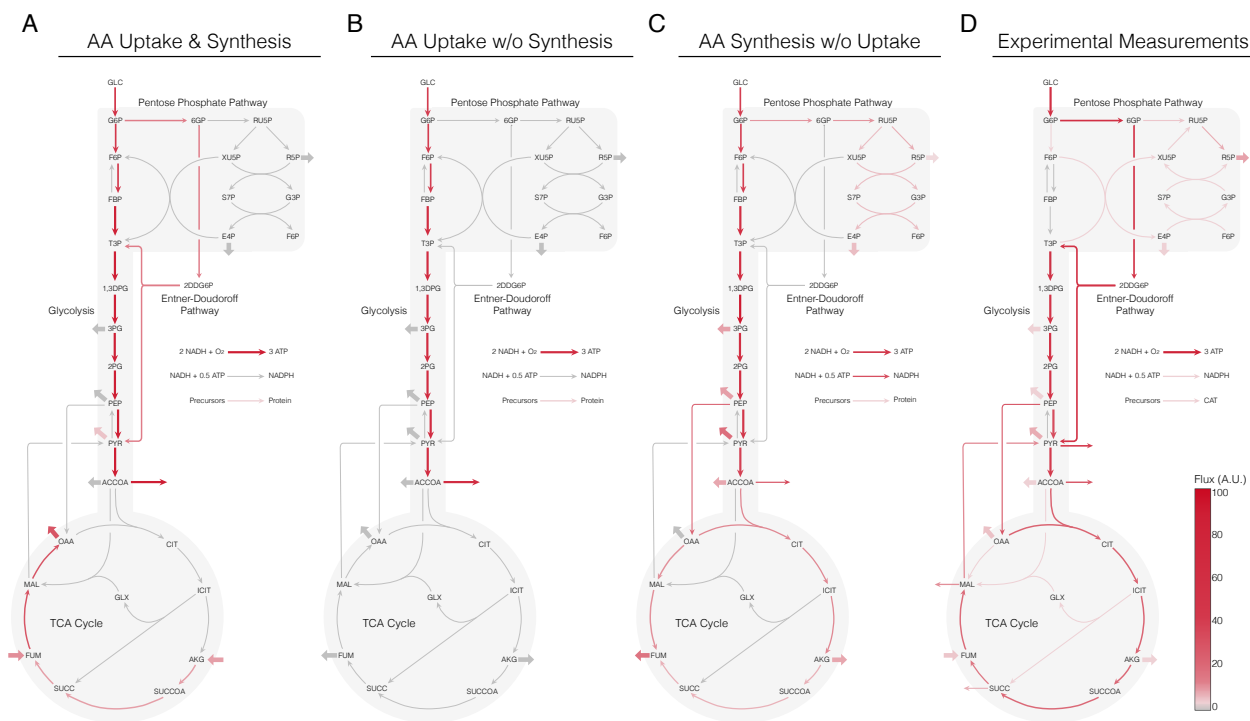 A
AA Uptake & Synthesis
GLC
Pentose Phosphate Pathway
G6P
6GP
RU5P
F6P
XU5P
R5P
FBP
S7P
G3P
T3P
E4P
F6P
1,3DPG
2DDG6P
Entner-Doudoroff
Pathway
Glycolysis
3PG
2 NADH + O₂
3 ATP
2PG
NADH + 0.5 ATP
NADPH
PEP
Precursors
Protein
PYR
ACCOA
OAA
CIT
MAL
ICIT
GLX
TCA Cycle
FUM
AKG
SUCC
SUCCOA
B
AA Uptake w/o Synthesis
GLC
Pentose Phosphate Pathway
G6P
6GP
RU5P
F6P
XU5P
R5P
FBP
S7P
G3P
T3P
E4P
F6P
1,3DPG
2DDG6P
Entner-Doudoroff
Pathway
Glycolysis
3PG
2 NADH + O₂
3 ATP
2PG
NADH + 0.5 ATP
NADPH
PEP
Precursors
Protein
PYR
ACCOA
OAA
CIT
MAL
ICIT
GLX
TCA Cycle
FUM
AKG
SUCC
SUCCOA
C
AA Synthesis w/o Uptake
GLC
Pentose Phosphate Pathway
G6P
6GP
RU5P
F6P
XU5P
R5P
FBP
S7P
G3P
T3P
E4P
F6P
1,3DPG
2DDG6P
Entner-Doudoroff
Pathway
Glycolysis
3PG
2 NADH + O₂
3 ATP
2PG
NADH + 0.5 ATP
NADPH
PEP
Precursors
Protein
PYR
ACCOA
OAA
CIT
MAL
ICIT
GLX
TCA Cycle
FUM
AKG
SUCC
SUCCOA
D
Experimental Measurements
GLC
Pentose Phosphate Pathway
G6P
6GP
RU5P
F6P
XU5P
R5P
FBP
S7P
G3P
T3P
E4P
F6P
1,3DPG
2DDG6P
Entner-Doudoroff
Pathway
Glycolysis
3PG
2 NADH + O₂
3 ATP
2PG
NADH + 0.5 ATP
NADPH
PEP
Precursors
CAT
PYR
ACCOA
OAA
CIT
MAL
ICIT
GLX
TCA Cycle
FUM
AKG
SUCC
SUCCOA
Flux (A.U.)
100
80
60
40
20
0